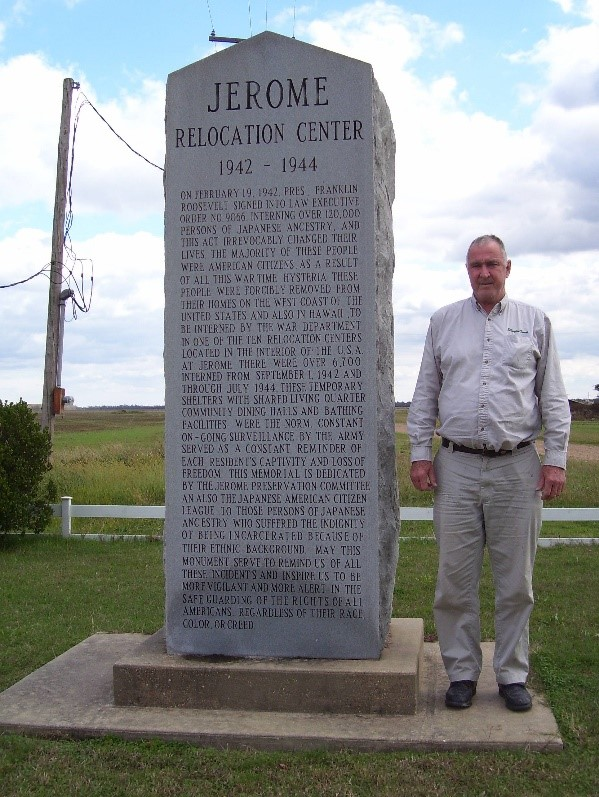 JEROME
RELOCATION CENTER
1942 - 1944
ON FEBRUARY 19, 1942, PRES. FRANKLIN
ROOSEVELT SIGNED INTO LAW EXECUTIVE
ORDER NO. 9066, INTERNING OVER 120,000
PERSONS OF JAPANESE ANCESTRY, AND
THIS ACT IRREVOCABLY CHANGED THEIR
LIVES. THE MAJORITY OF THESE PEOPLE
WERE AMERICAN CITIZENS. AS A RESULT
OF ALL THIS WARTIME HYSTERIA THESE
PEOPLE WERE FORCIBLY REMOVED FROM
THEIR HOMES ON THE WEST COAST OF THE
UNITED STATES AND ALSO IN HAWAII, TO
BE INTERNED BY THE WAR DEPARTMENT
IN ONE OF THE TEN RELOCATION CENTERS
LOCATED IN THE INTERIOR OF THE U.S.A.
AT JEROME THERE WERE OVER 6,700
INTERNED FROM SEPTEMBER 1, 1942 AND
THROUGH JULY 1944. THESE TEMPORARY
SHELTERS WITH SHARED LIVING QUARTER
COMMUNITY DINING HALLS AND BATHING
FACILITIES WERE THE NORM. CONSTANT
ON-GOING SURVEILLANCE BY THE ARMY
SERVED AS A CONSTANT REMINDER OF
EACH RESIDENT'S CAPTIVITY AND LOSS OF
FREEDOM. THIS MEMORIAL IS DEDICATED
BY THE JEROME PRESERVATION COMMITTEE
AN ALSO THE JAPANESE AMERICAN CITIZEN
LEAGUE TO THOSE PERSONS OF JAPANESE
ANCESTRY WHO SUFFERED THE INDIGNITY
OF BEING INCARCERATED BECAUSE OF
THEIR ETHNIC BACKGROUND. MAY THIS
MONUMENT SERVE TO REMIND US OF ALL
THESE INCIDENTS AND INSPIRE US TO BE
MORE VIGILANT AND MORE ALERT IN THE
SAFE GUARDING OF THE RIGHTS OF ALL
AMERICANS, REGARDLESS OF THEIR RACE
COLOR, OR CREED.